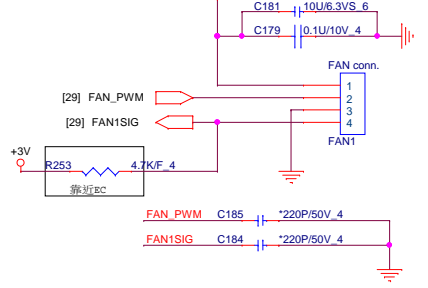 C181 10U/6.3VS_6
C179 0.1U/10V_4
FAN conn.
1
[29] FAN_PWM 2
3
[29] FAN1SIG 4
FAN1
+3V
R253 4.7K/F_4
靠近EC
FAN_PWM C185 *220P/50V_4
FAN1SIG C184 *220P/50V_4